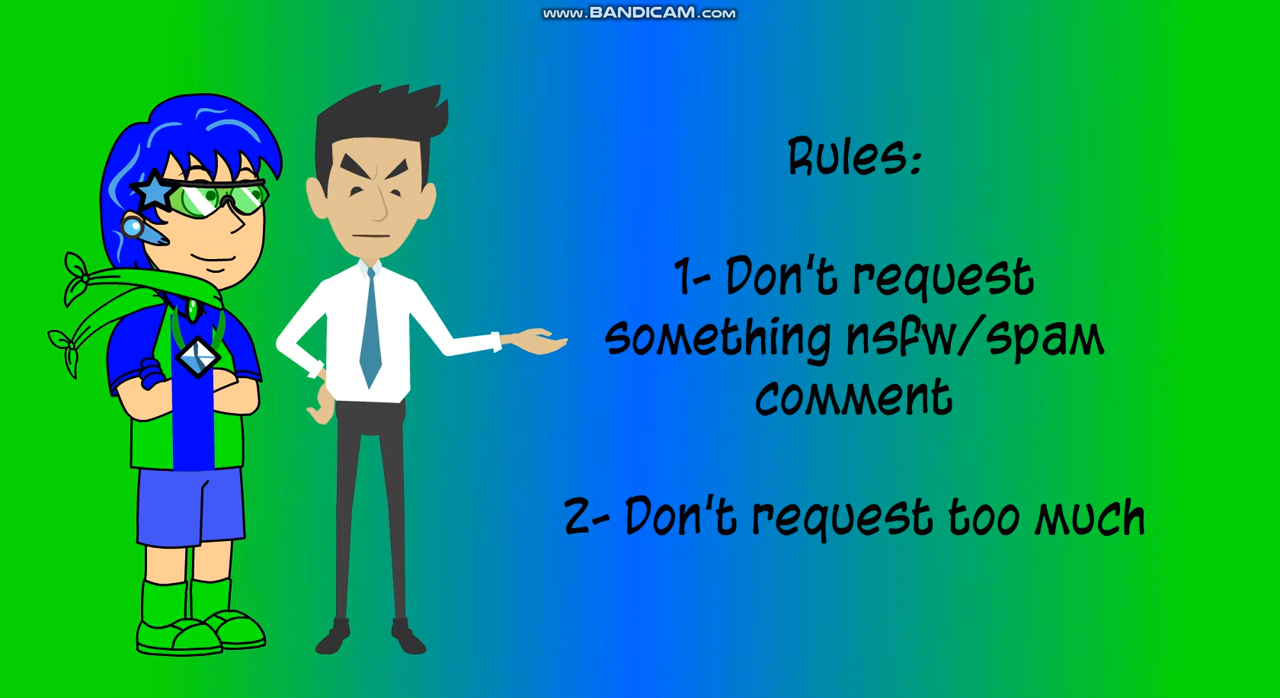 www.BANDICAM.com
Rules:
1- Don't request
something nsfw/spam
comment
2- Don't request too much